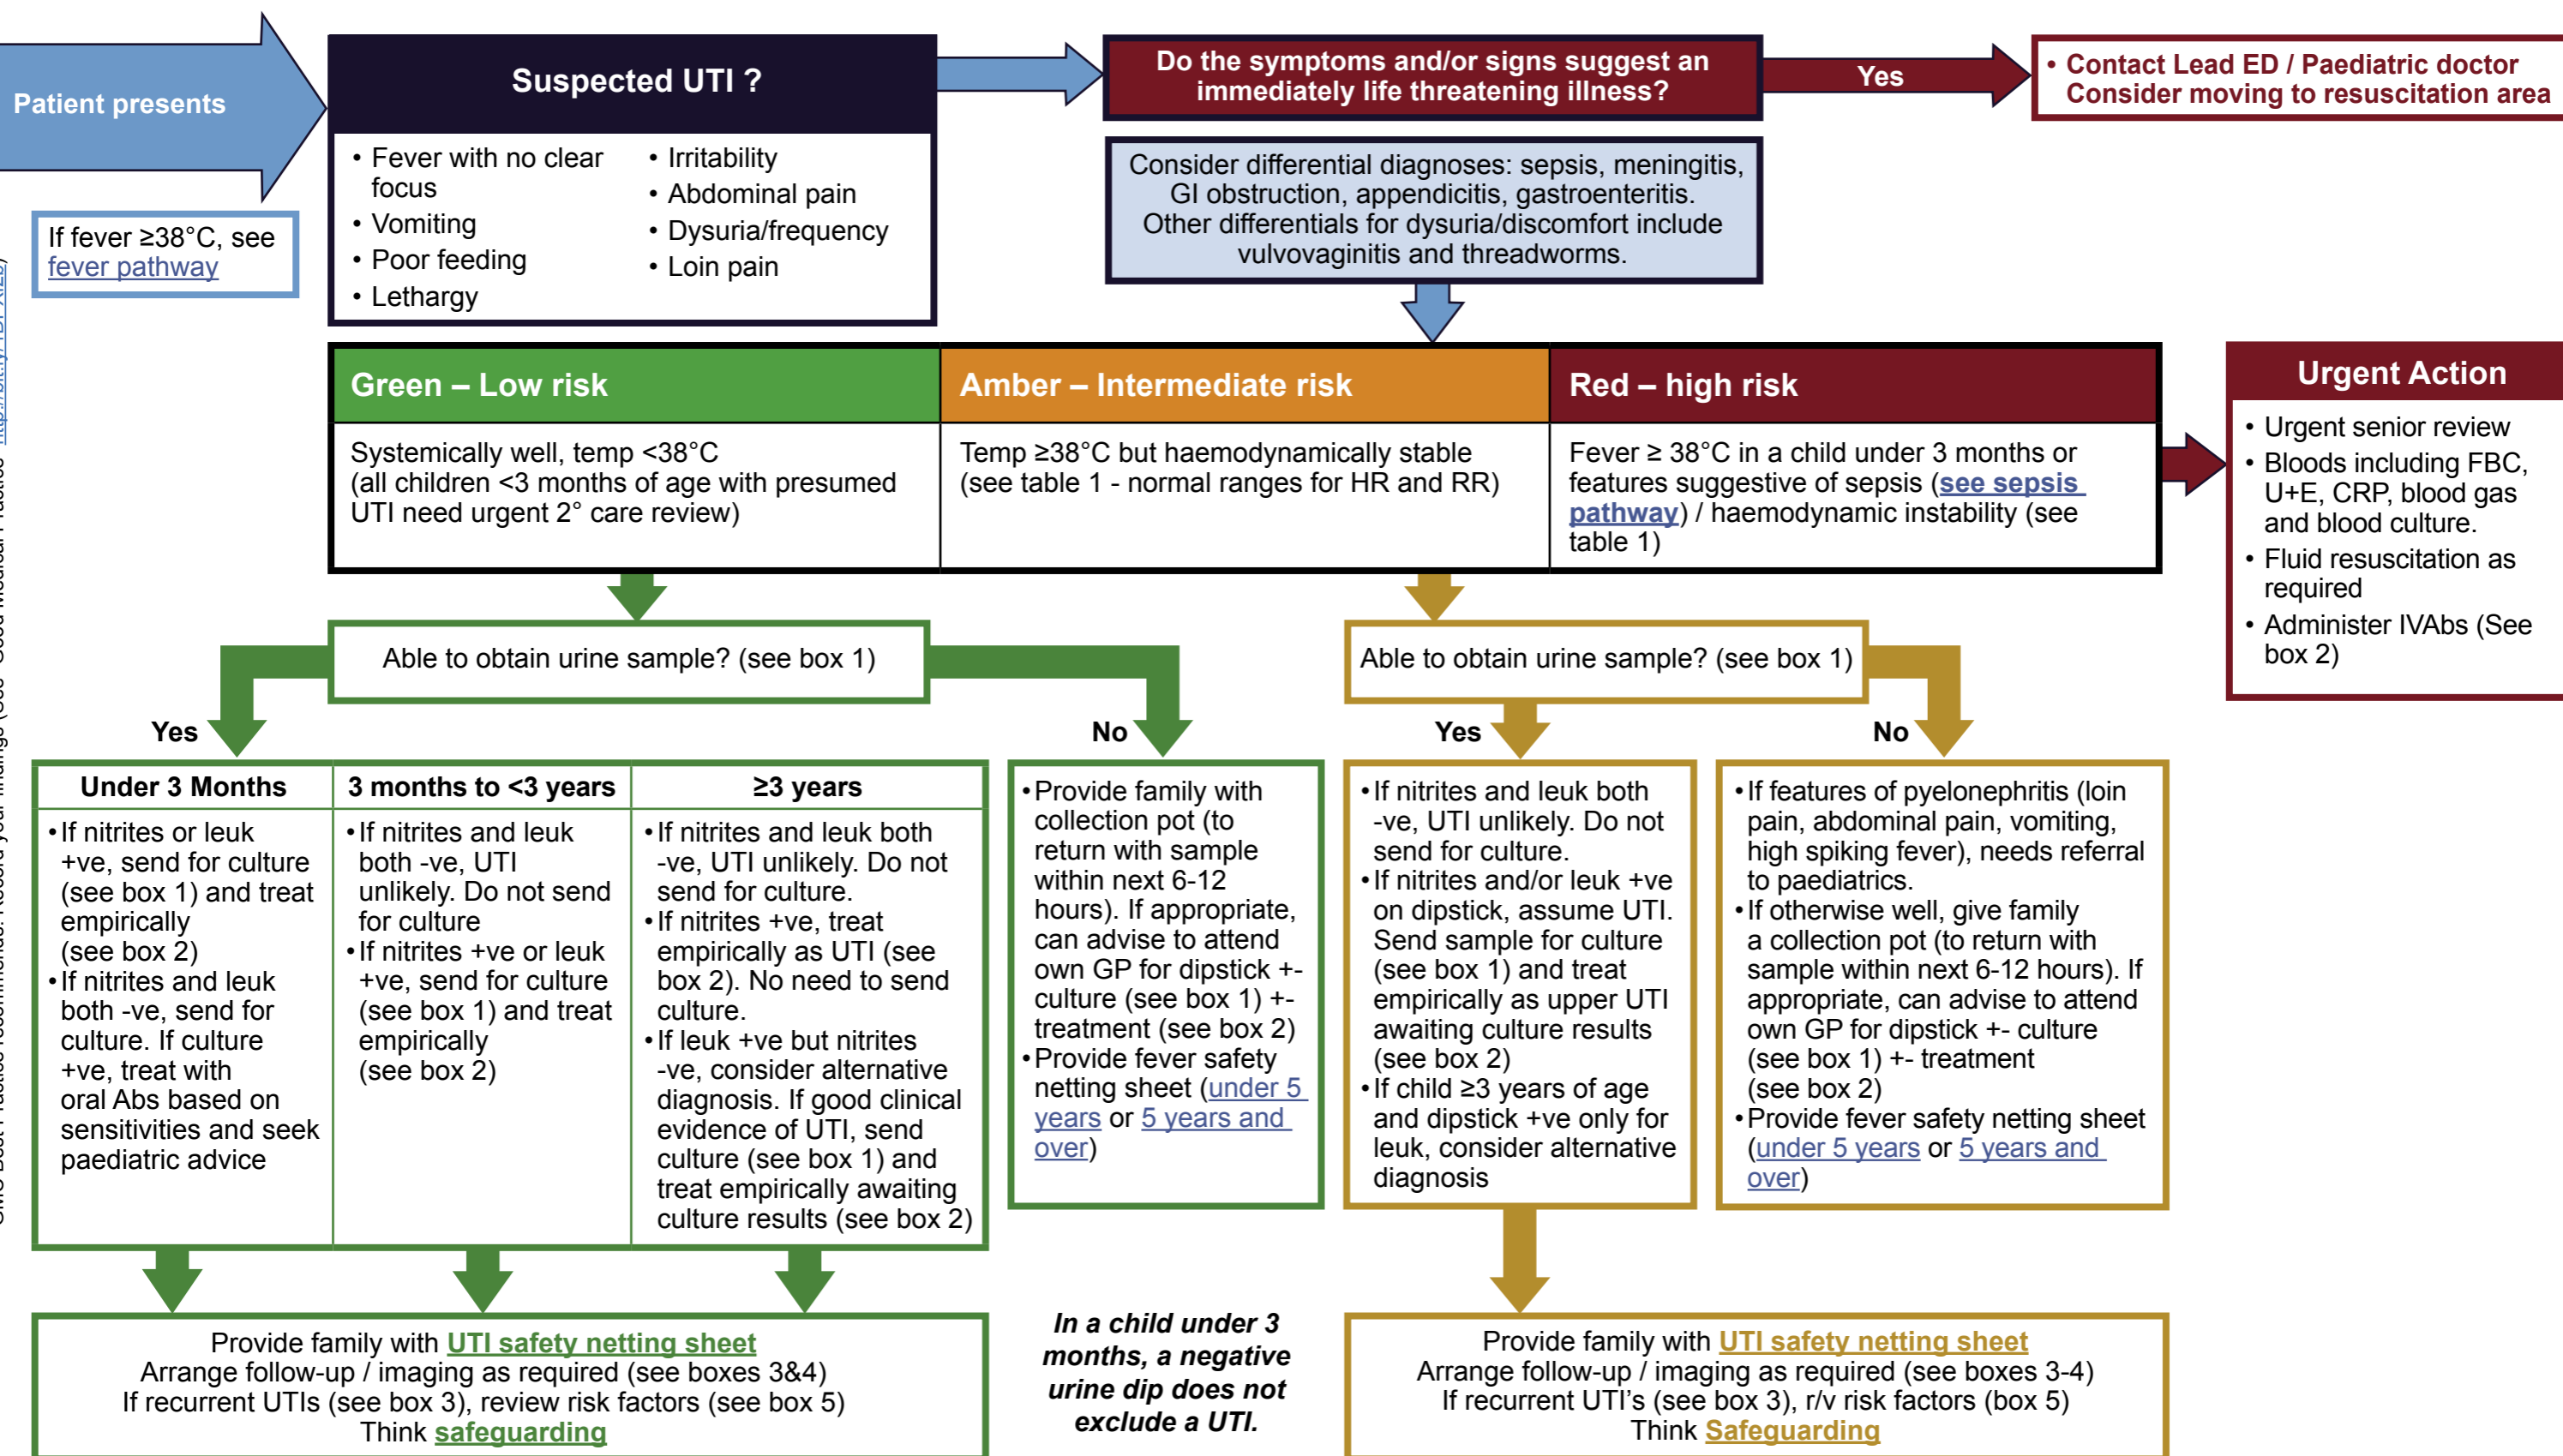 Patient presents
If fever ≥38°C, see
fever pathway
Suspected UTI ?
• Fever with no clear
focus
• Vomiting
• Poor feeding
• Lethargy
• Irritability
• Abdominal pain
• Dysuria/frequency
• Loin pain
Do the symptoms and/or signs suggest an
immediately life threatening illness?
Yes
• Contact Lead ED / Paediatric doctor
Consider moving to resuscitation area
Consider differential diagnoses: sepsis, meningitis,
GI obstruction, appendicitis, gastroenteritis.
Other differentials for dysuria/discomfort include
vulvovaginitis and threadworms.
Green – Low risk
Systemically well, temp <38°C
(all children <3 months of age with presumed
UTI need urgent 2° care review)
Amber – Intermediate risk
Temp ≥38°C but haemodynamically stable
(see table 1 - normal ranges for HR and RR)
Red – high risk
Fever ≥ 38°C in a child under 3 months or
features suggestive of sepsis (see sepsis
pathway) / haemodynamic instability (see
table 1)
Urgent Action
• Urgent senior review
• Bloods including FBC,
U+E, CRP, blood gas
and blood culture.
• Fluid resuscitation as
required
• Administer IVAbs (See
box 2)
Able to obtain urine sample? (see box 1)
Yes
No
Under 3 Months
• If nitrites or leuk
+ve, send for culture
(see box 1) and treat
empirically
(see box 2)
• If nitrites and leuk
both -ve, send for
culture. If culture
+ve, treat with
oral Abs based on
sensitivities and seek
paediatric advice
3 months to <3 years
• If nitrites and leuk
both -ve, UTI
unlikely. Do not send
for culture
• If nitrites +ve or leuk
+ve, send for culture
(see box 1) and treat
empirically
(see box 2)
≥3 years
• If nitrites and leuk both
-ve, UTI unlikely. Do not
send for culture.
• If nitrites +ve, treat
empirically as UTI (see
box 2). No need to send
culture.
• If leuk +ve but nitrites
-ve, consider alternative
diagnosis. If good clinical
evidence of UTI, send
culture (see box 1) and
treat empirically awaiting
culture results (see box 2)
• Provide family with
collection pot (to
return with sample
within next 6-12
hours). If appropriate,
can advise to attend
own GP for dipstick +-
culture (see box 1) +-
treatment (see box 2)
• Provide fever safety
netting sheet (under 5
years or 5 years and
over)
Able to obtain urine sample? (see box 1)
Yes
No
• If nitrites and leuk both
-ve, UTI unlikely. Do not
send for culture.
• If nitrites and/or leuk +ve
on dipstick, assume UTI.
Send sample for culture
(see box 1) and treat
empirically as upper UTI
awaiting culture results
(see box 2)
• If child ≥3 years of age
and dipstick +ve only for
leuk, consider alternative
diagnosis
• If features of pyelonephritis (loin
pain, abdominal pain, vomiting,
high spiking fever), needs referral
to paediatrics.
• If otherwise well, give family
a collection pot (to return with
sample within next 6-12 hours). If
appropriate, can advise to attend
own GP for dipstick +- culture
(see box 1) +- treatment
(see box 2)
• Provide fever safety netting sheet
(under 5 years or 5 years and
over)
Provide family with UTI safety netting sheet
Arrange follow-up / imaging as required (see boxes 3&4)
If recurrent UTIs (see box 3), review risk factors (see box 5)
Think safeguarding
In a child under 3
months, a negative
urine dip does not
exclude a UTI.
Provide family with UTI safety netting sheet
Arrange follow-up / imaging as required (see boxes 3-4)
If recurrent UTI's (see box 3), r/v risk factors (box 5)
Think Safeguarding